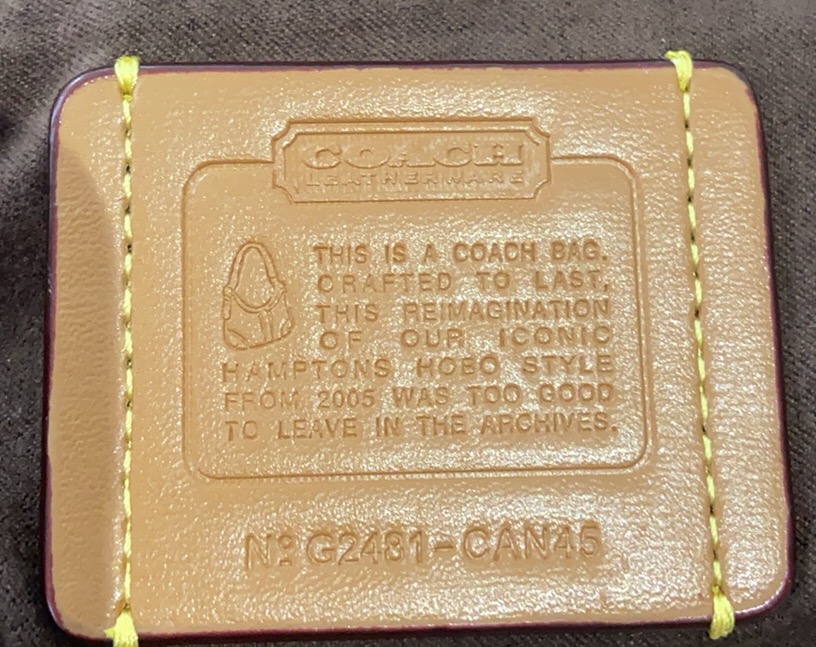 COACH
LEATHERWARE
THIS IS A COACH BAG.
CRAFTED TO LAST,
THIS REIMAGINATION
OF OUR ICONIC
HAMPTONS HOBO STYLE
FROM 2005 WAS TOO GOOD
TO LEAVE IN THE ARCHIVES.
Nº G2481-CAN45